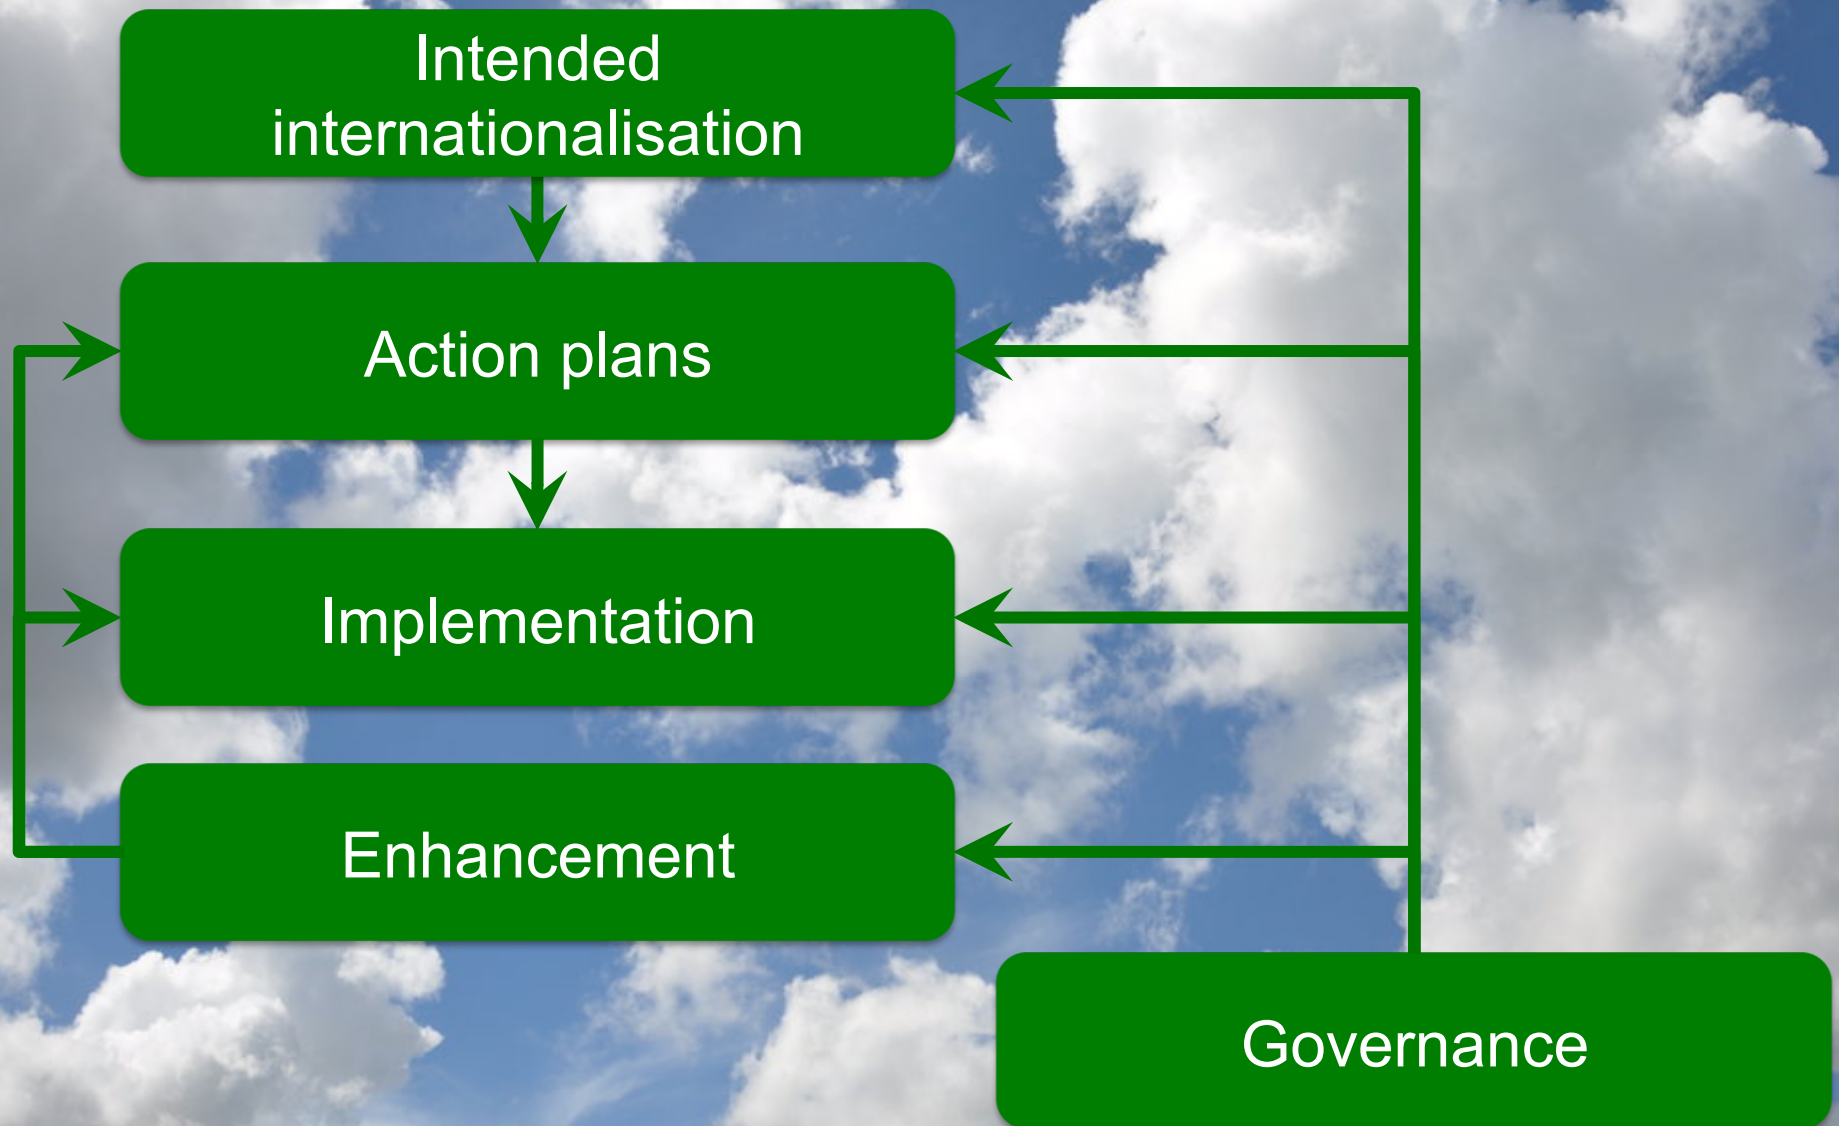 Intended
internationalisation
Action plans
Implementation
Enhancement
Governance